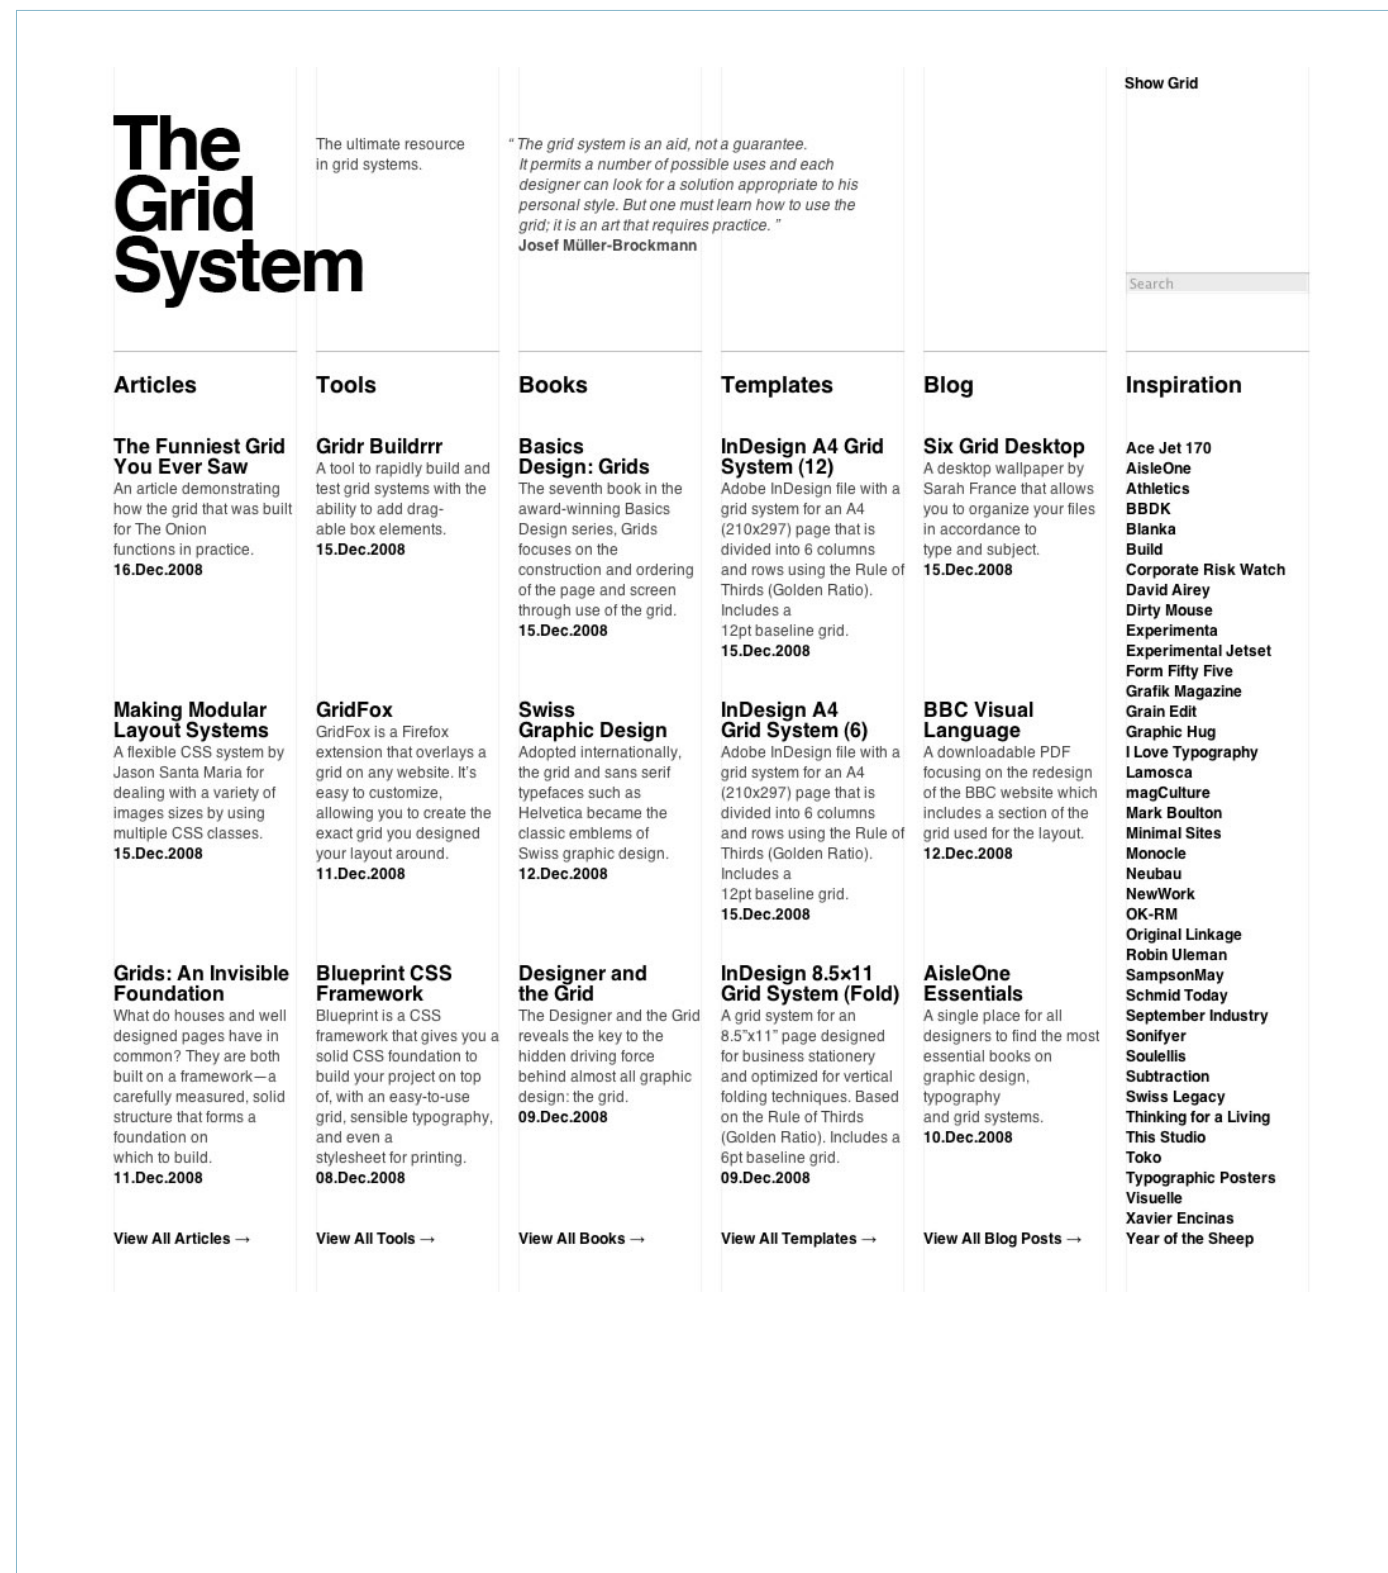 Show Grid
The
Grid
System
The ultimate resource
in grid systems.
“ The grid system is an aid, not a guarantee.
It permits a number of possible uses and each
designer can look for a solution appropriate to his
personal style. But one must learn how to use the
grid; it is an art that requires practice. ”
Josef Müller-Brockmann
Search
Articles
The Funniest Grid
You Ever Saw
An article demonstrating
how the grid that was built
for The Onion
functions in practice.
16.Dec.2008
Making Modular
Layout Systems
A flexible CSS system by
Jason Santa Maria for
dealing with a variety of
images sizes by using
multiple CSS classes.
15.Dec.2008
Grids: An Invisible
Foundation
What do houses and well
designed pages have in
common? They are both
built on a framework—a
carefully measured, solid
structure that forms a
foundation on
which to build.
11.Dec.2008
View All Articles →
Tools
Gridr Buildrrr
A tool to rapidly build and
test grid systems with the
ability to add drag-
able box elements.
15.Dec.2008
GridFox
GridFox is a Firefox
extension that overlays a
grid on any website. It’s
easy to customize,
allowing you to create the
exact grid you designed
your layout around.
11.Dec.2008
Blueprint CSS
Framework
Blueprint is a CSS
framework that gives you a
solid CSS foundation to
build your project on top
of, with an easy-to-use
grid, sensible typography,
and even a
stylesheet for printing.
08.Dec.2008
View All Tools →
Books
Basics
Design: Grids
The seventh book in the
award-winning Basics
Design series, Grids
focuses on the
construction and ordering
of the page and screen
through use of the grid.
15.Dec.2008
Swiss
Graphic Design
Adopted internationally,
the grid and sans serif
typefaces such as
Helvetica became the
classic emblems of
Swiss graphic design.
12.Dec.2008
Designer and
the Grid
The Designer and the Grid
reveals the key to the
hidden driving force
behind almost all graphic
design: the grid.
09.Dec.2008
View All Books →
Templates
InDesign A4 Grid
System (12)
Adobe InDesign file with a
grid system for an A4
(210x297) page that is
divided into 6 columns
and rows using the Rule of
Thirds (Golden Ratio).
Includes a
12pt baseline grid.
15.Dec.2008
InDesign A4
Grid System (6)
Adobe InDesign file with a
grid system for an A4
(210x297) page that is
divided into 6 columns
and rows using the Rule of
Thirds (Golden Ratio).
Includes a
12pt baseline grid.
15.Dec.2008
InDesign 8.5×11
Grid System (Fold)
A grid system for an
8.5”x11” page designed
for business stationery
and optimized for vertical
folding techniques. Based
on the Rule of Thirds
(Golden Ratio). Includes a
6pt baseline grid.
09.Dec.2008
View All Templates →
Blog
Six Grid Desktop
A desktop wallpaper by
Sarah France that allows
you to organize your files
in accordance to
type and subject.
15.Dec.2008
BBC Visual
Language
A downloadable PDF
focusing on the redesign
of the BBC website which
includes a section of the
grid used for the layout.
12.Dec.2008
AisleOne
Essentials
A single place for all
designers to find the most
essential books on
graphic design,
typography
and grid systems.
10.Dec.2008
View All Blog Posts →
Inspiration
Ace Jet 170
AisleOne
Athletics
BBDK
Blanka
Build
Corporate Risk Watch
David Airey
Dirty Mouse
Experimenta
Experimental Jetset
Form Fifty Five
Grafik Magazine
Grain Edit
Graphic Hug
I Love Typography
Lamosca
magCulture
Mark Boulton
Minimal Sites
Monocle
Neubau
NewWork
OK-RM
Original Linkage
Robin Uleman
SampsonMay
Schmid Today
September Industry
Sonifyer
Soulellis
Subtraction
Swiss Legacy
Thinking for a Living
This Studio
Toko
Typographic Posters
Visuelle
Xavier Encinas
Year of the Sheep